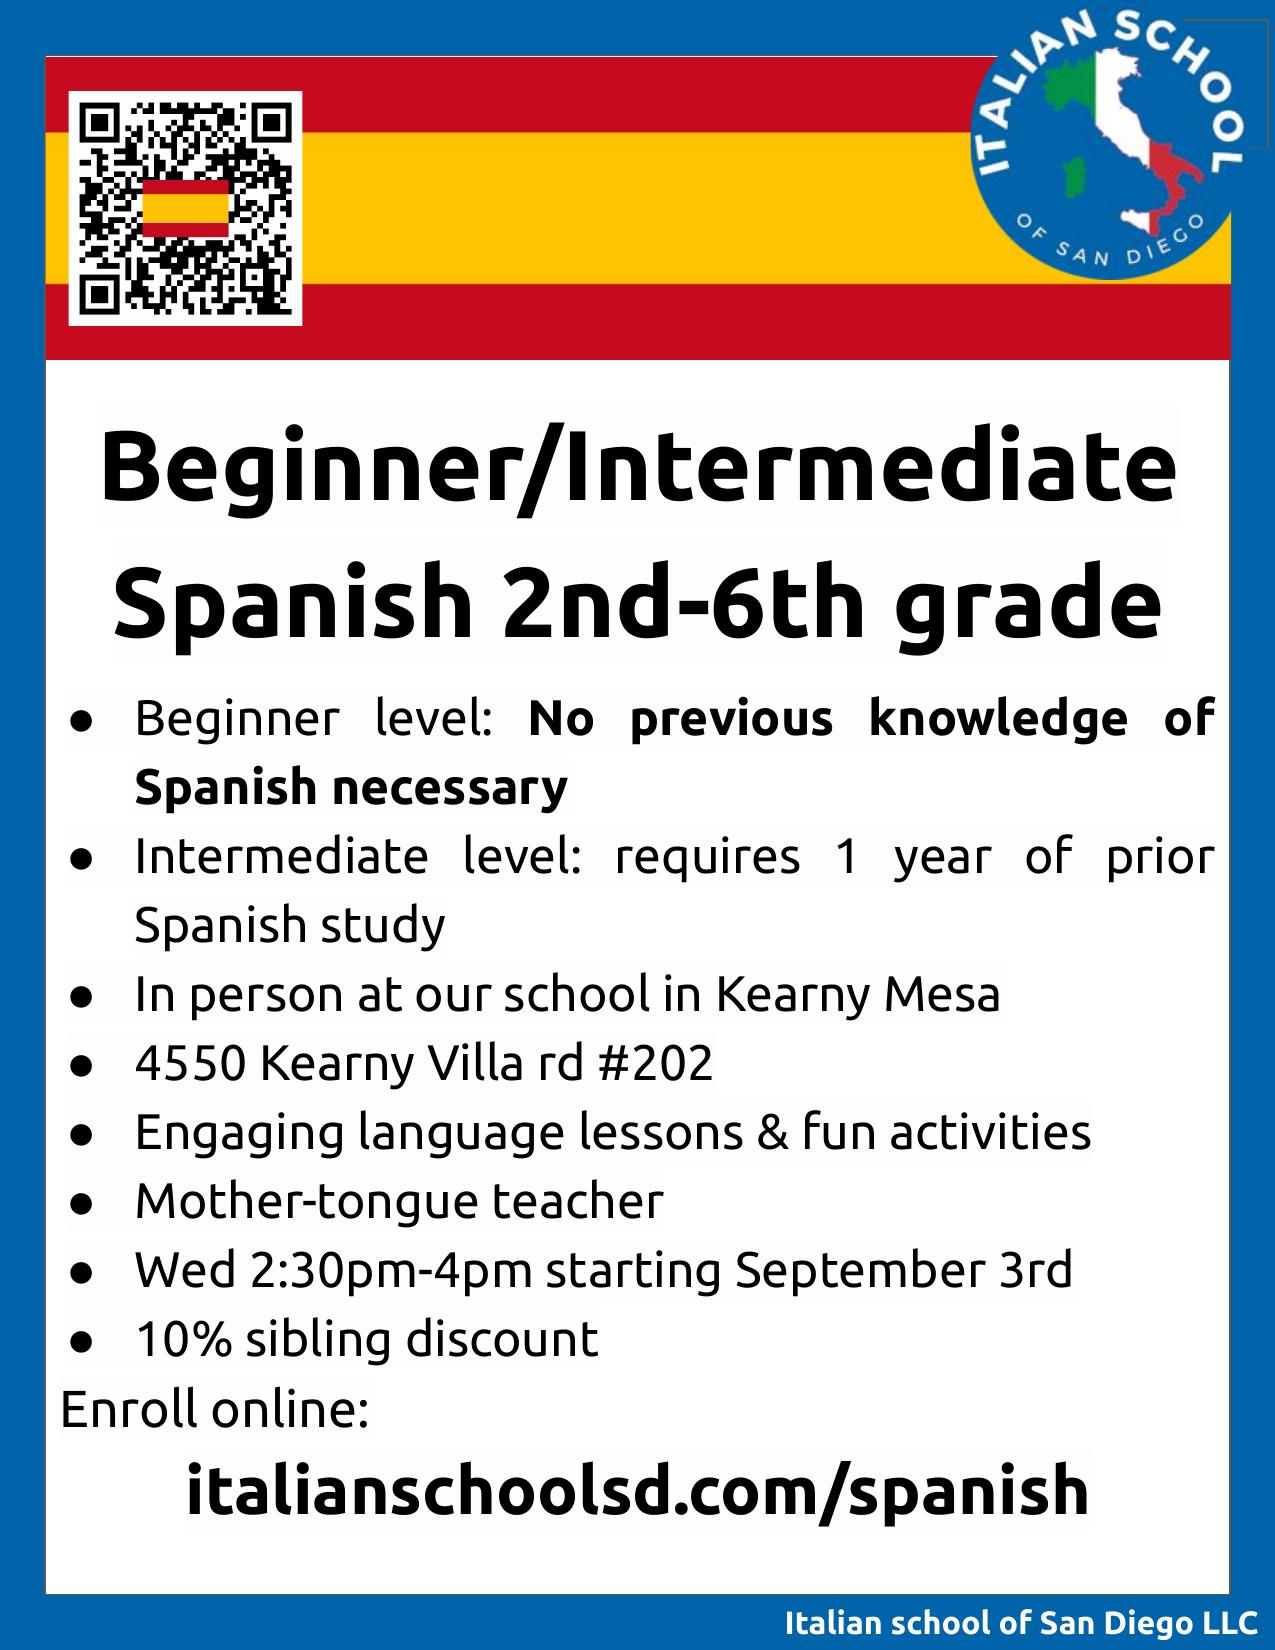 ITALIAN SCHOOL
OF SAN DIEGO
Beginner/Intermediate
Spanish 2nd-6th grade
● Beginner level: No previous knowledge of
Spanish necessary
● Intermediate level: requires 1 year of prior
Spanish study
● In person at our school in Kearny Mesa
● 4550 Kearny Villa rd #202
● Engaging language lessons & fun activities
● Mother-tongue teacher
● Wed 2:30pm-4pm starting September 3rd
● 10% sibling discount
Enroll online:
italianschoolsd.com/spanish
Italian school of San Diego LLC